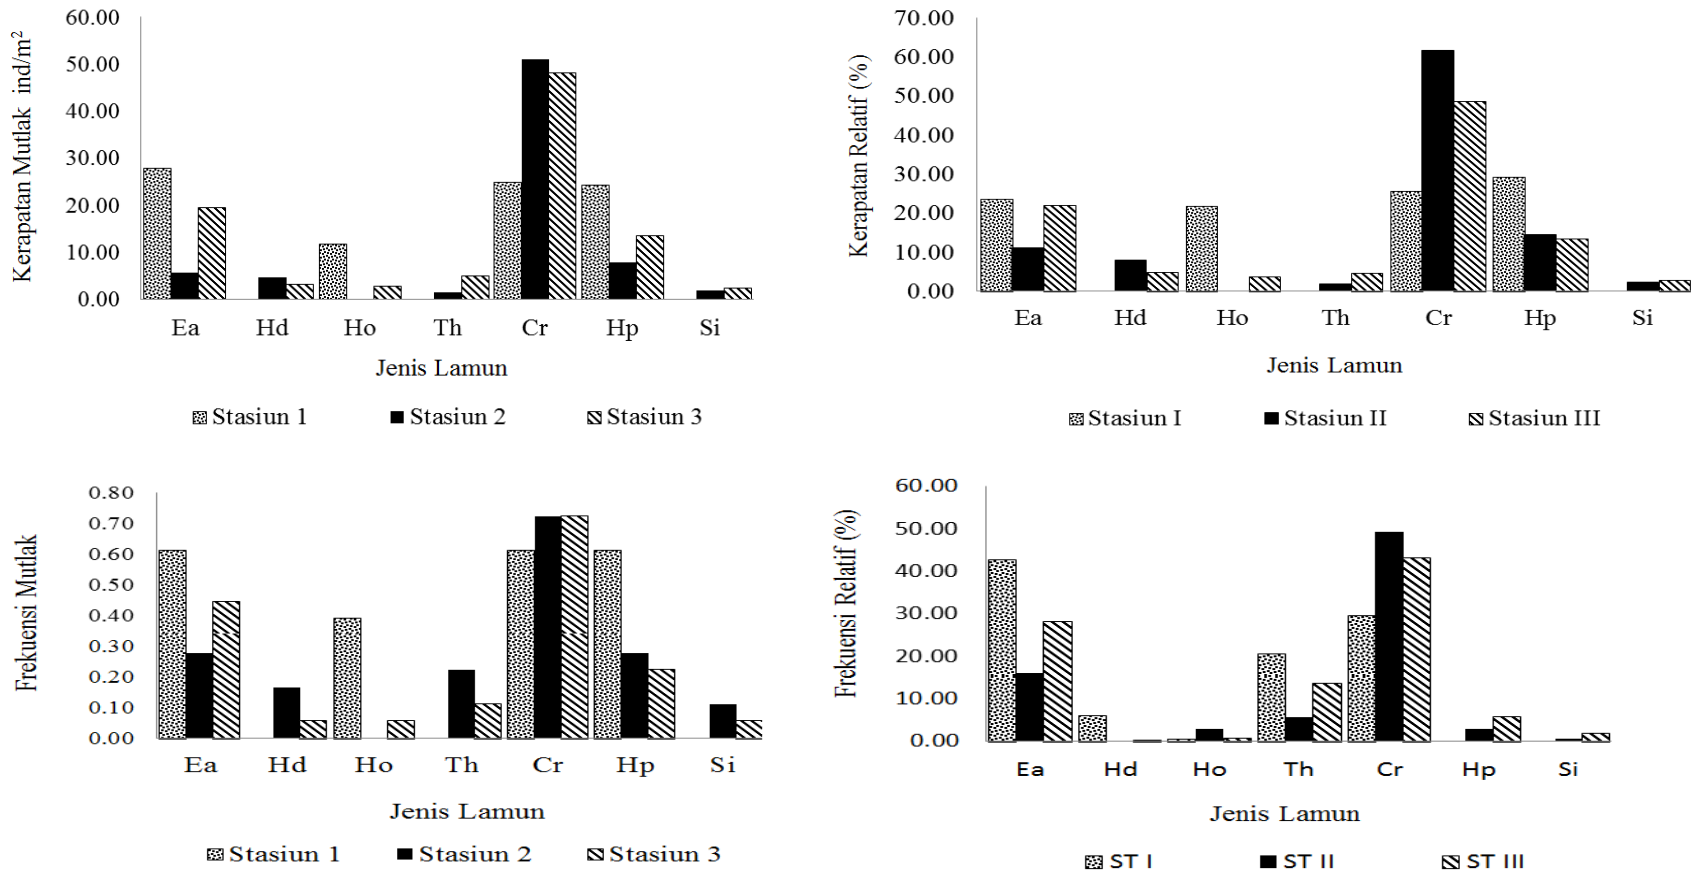 Kerapatan Mutlak ind/m²
60.00
50.00
40.00
30.00
20.00
10.00
0.00
Ea Hd Ho Th Cr Hp Si
Jenis Lamun
Stasiun 1 Stasiun 2 Stasiun 3
Kerapatan Relatif (%)
70.00
60.00
50.00
40.00
30.00
20.00
10.00
0.00
Ea Hd Ho Th Cr Hp Si
Jenis Lamun
Stasiun I Stasiun II Stasiun III
Frekuensi Mutlak
0.80
0.70
0.60
0.50
0.40
0.30
0.20
0.10
0.00
Ea Hd Ho Th Cr Hp Si
Jenis Lamun
Stasiun 1 Stasiun 2 Stasiun 3
Frekuensi Relatif (%)
60.00
50.00
40.00
30.00
20.00
10.00
0.00
Ea Hd Ho Th Cr Hp Si
Jenis Lamun
ST I ST II ST III